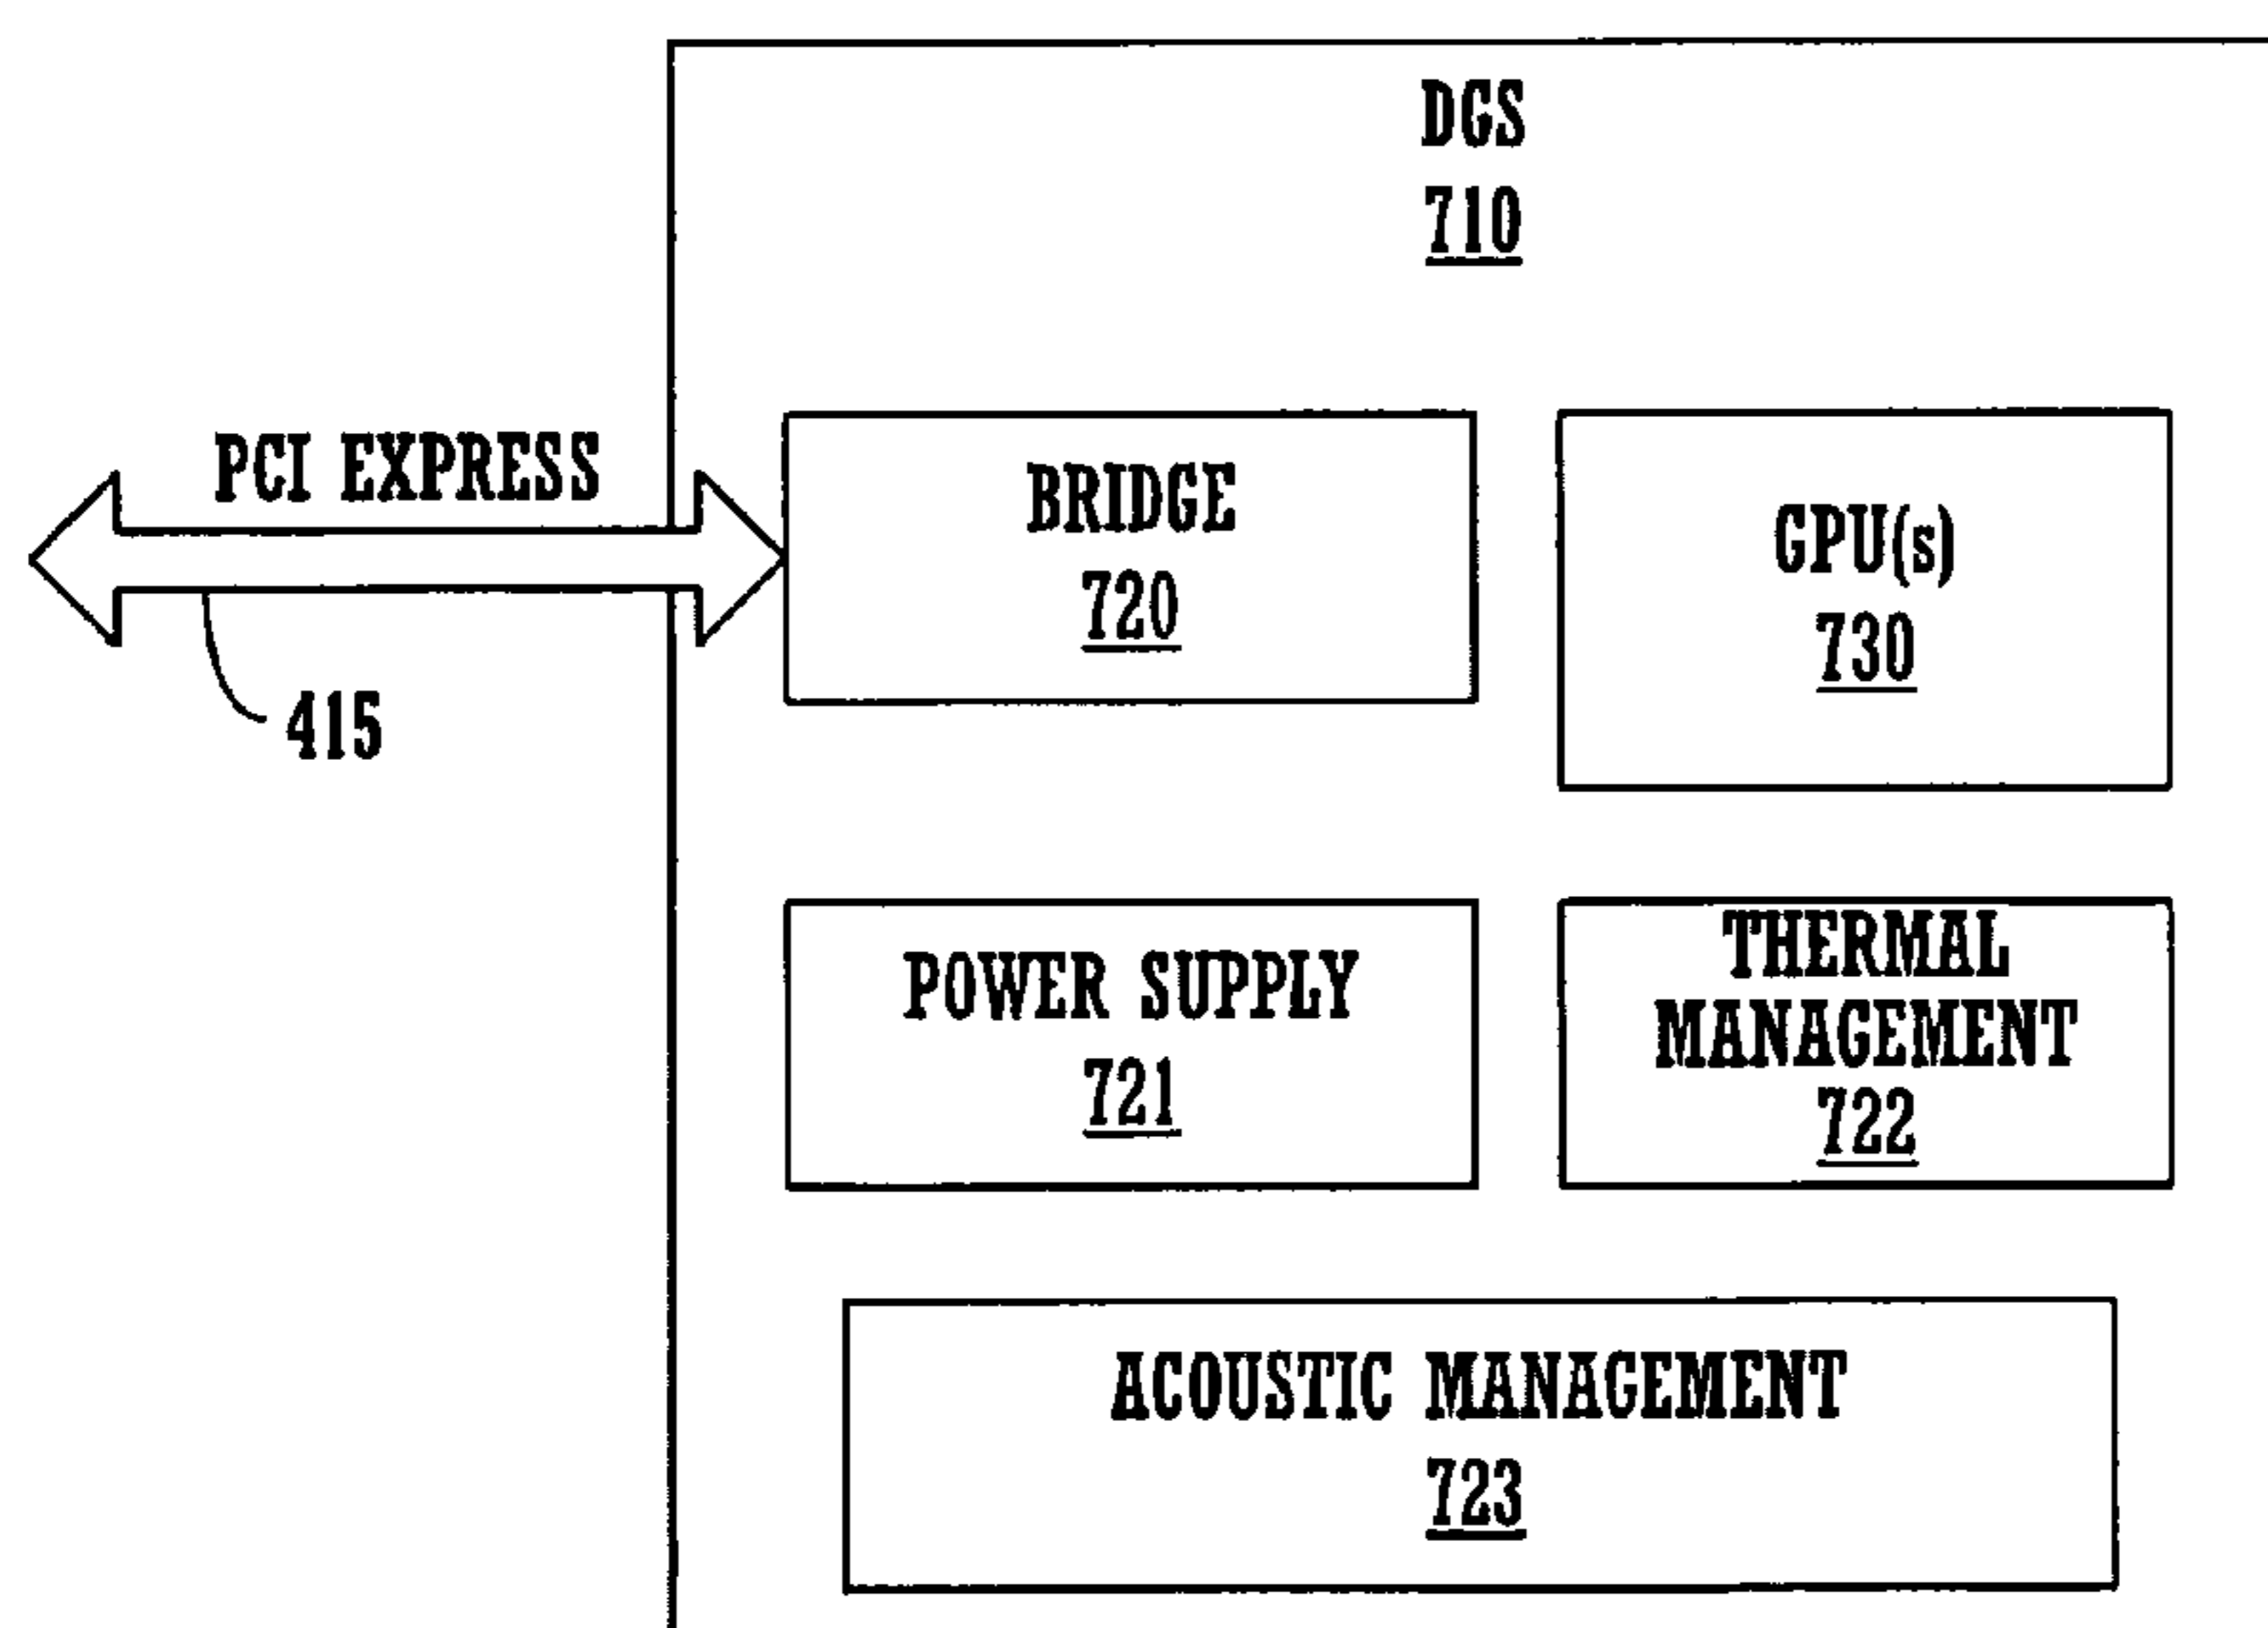 DGS
710
PCI EXPRESS
415
BRIDGE
720
GPU(s)
730
POWER SUPPLY
721
THERMAL
MANAGEMENT
722
ACOUSTIC MANAGEMENT
723